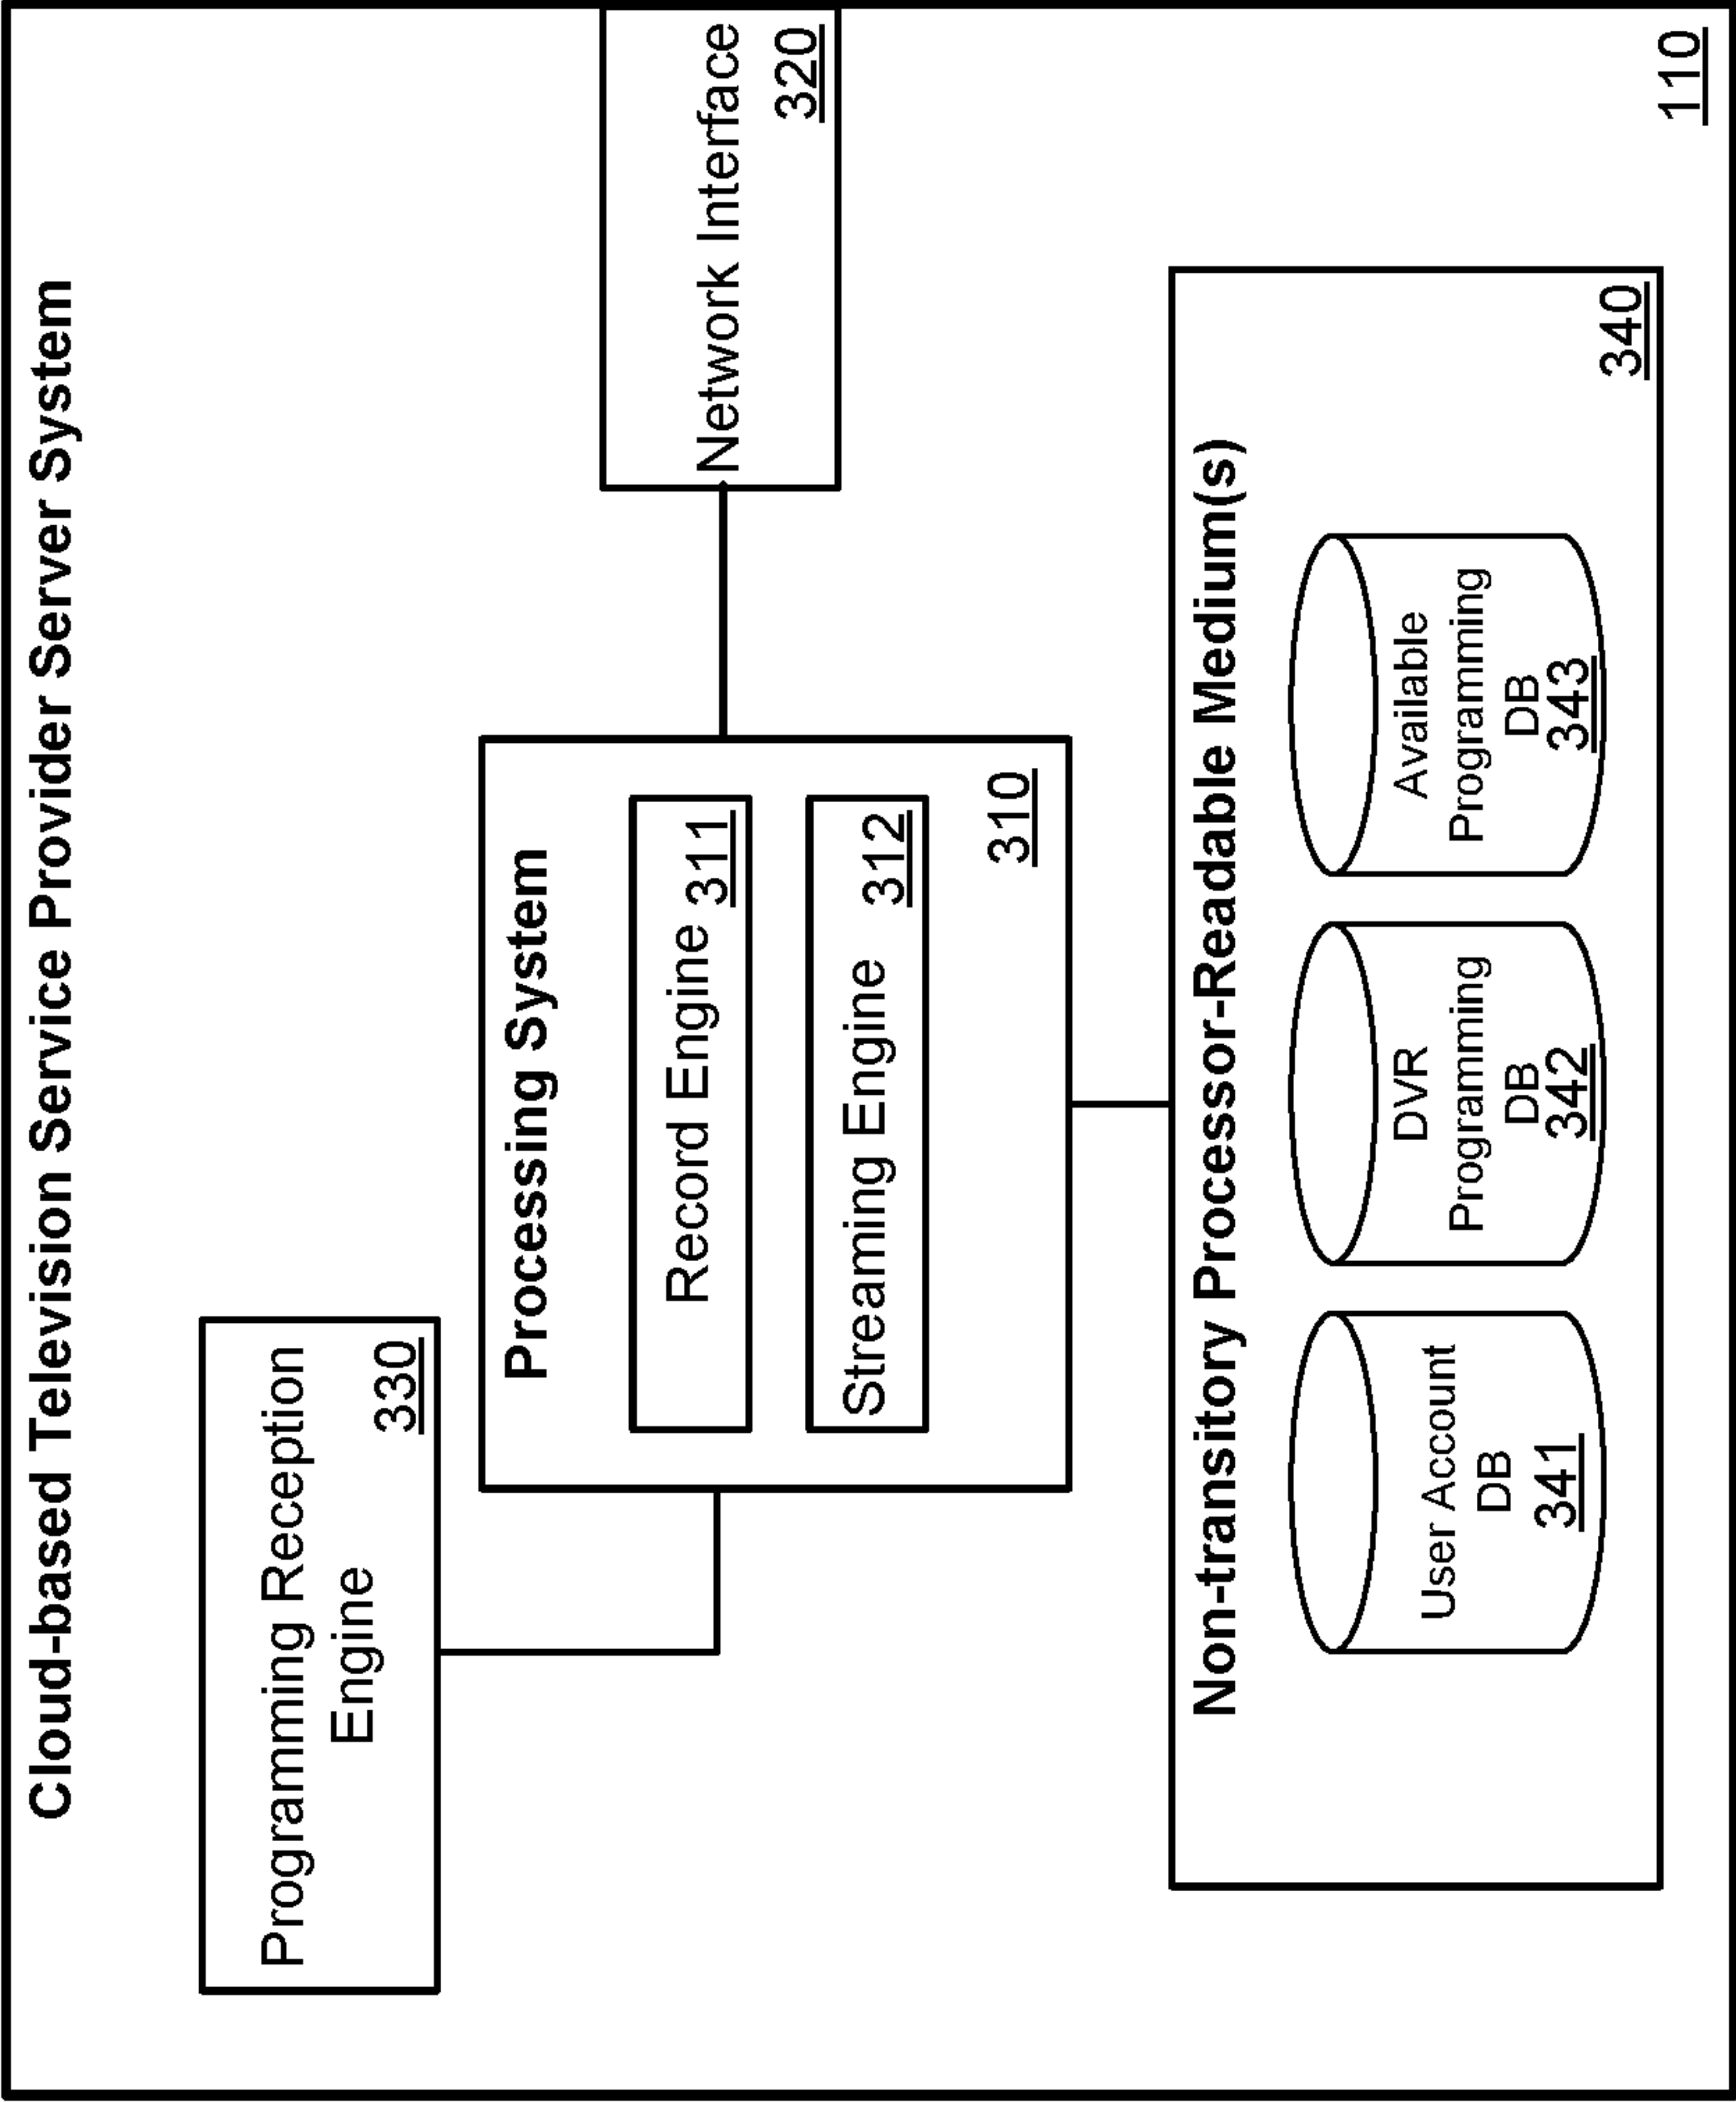 Cloud-based Television Service Provider Server System
Programming Reception
Engine
330
Processing System
Record Engine 311
Streaming Engine 312
310
Network Interface
320
Non-transitory Processor-Readable Medium(s)
User Account
DB
341
DVR
Programming
DB
342
Available
Programming
DB
343
340
110